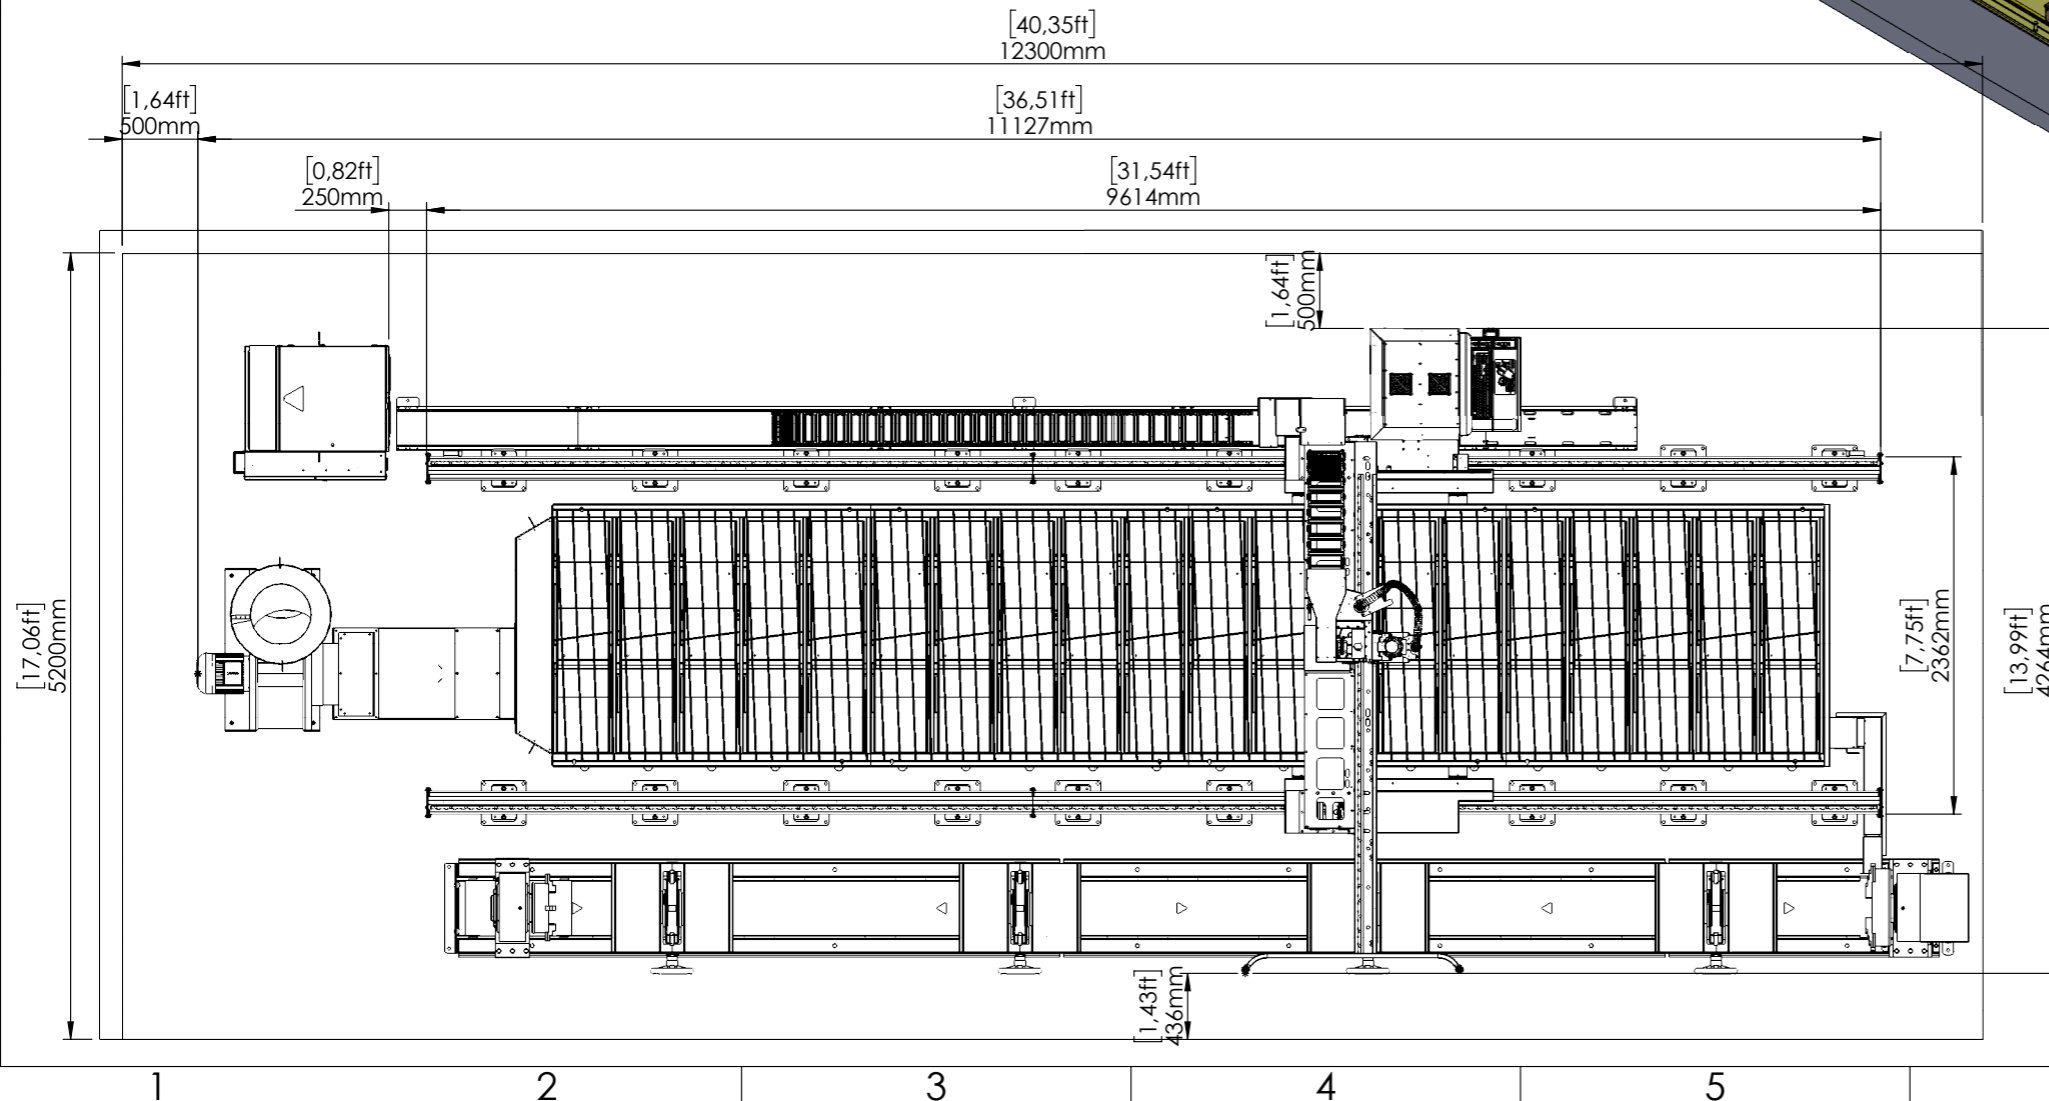 [40,35ft]
12300mm
[1,64ft]
500mm
[36,51ft]
11127mm
[0,82ft]
250mm
[31,54ft]
9614mm
[1,64ft]
500mm
[17,06ft]
5200mm
[7,75ft]
2362mm
[13,99ft]
4264mm
[1,43ft]
436mm
1 2 3 4 5